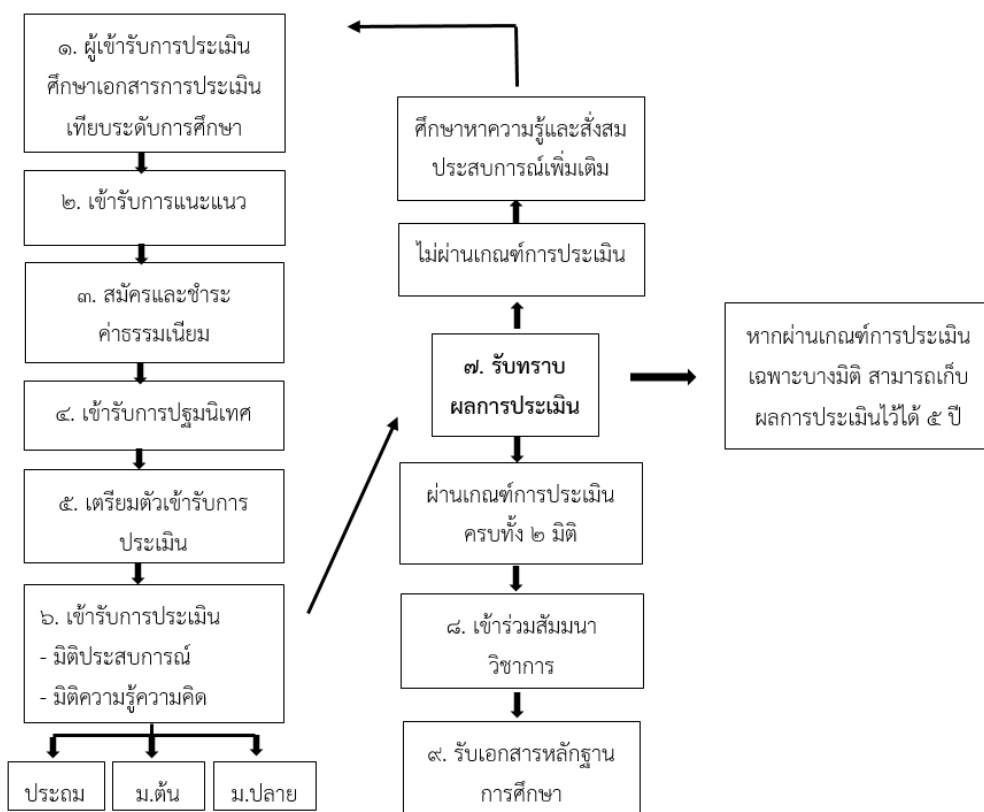 ๑. ผู้เข้ารับการประเมิน
ศึกษาเอกสารการประเมิน
เทียบระดับการศึกษา
๒. เข้ารับการแนะแนว
๓. สมัครและชำระ
ค่าธรรมเนียม
๔. เข้ารับการปฐมนิเทศ
๕. เตรียมตัวเข้ารับการ
ประเมิน
๖. เข้ารับการประเมิน
- มิติประสบการณ์
- มิติความรู้ความคิด
ประถม
ม.ต้น
ม.ปลาย
ศึกษาหาความรู้และสั่งสม
ประสบการณ์เพิ่มเติม
ไม่ผ่านเกณฑ์การประเมิน
๗. รับทราบ
ผลการประเมิน
หากผ่านเกณฑ์การประเมิน
เฉพาะบางมิติ สามารถเก็บ
ผลการประเมินไว้ได้ ๕ ปี
ผ่านเกณฑ์การประเมิน
ครบทั้ง ๒ มิติ
๘. เข้าร่วมสัมมนา
วิชาการ
๙. รับเอกสารหลักฐาน
การศึกษา